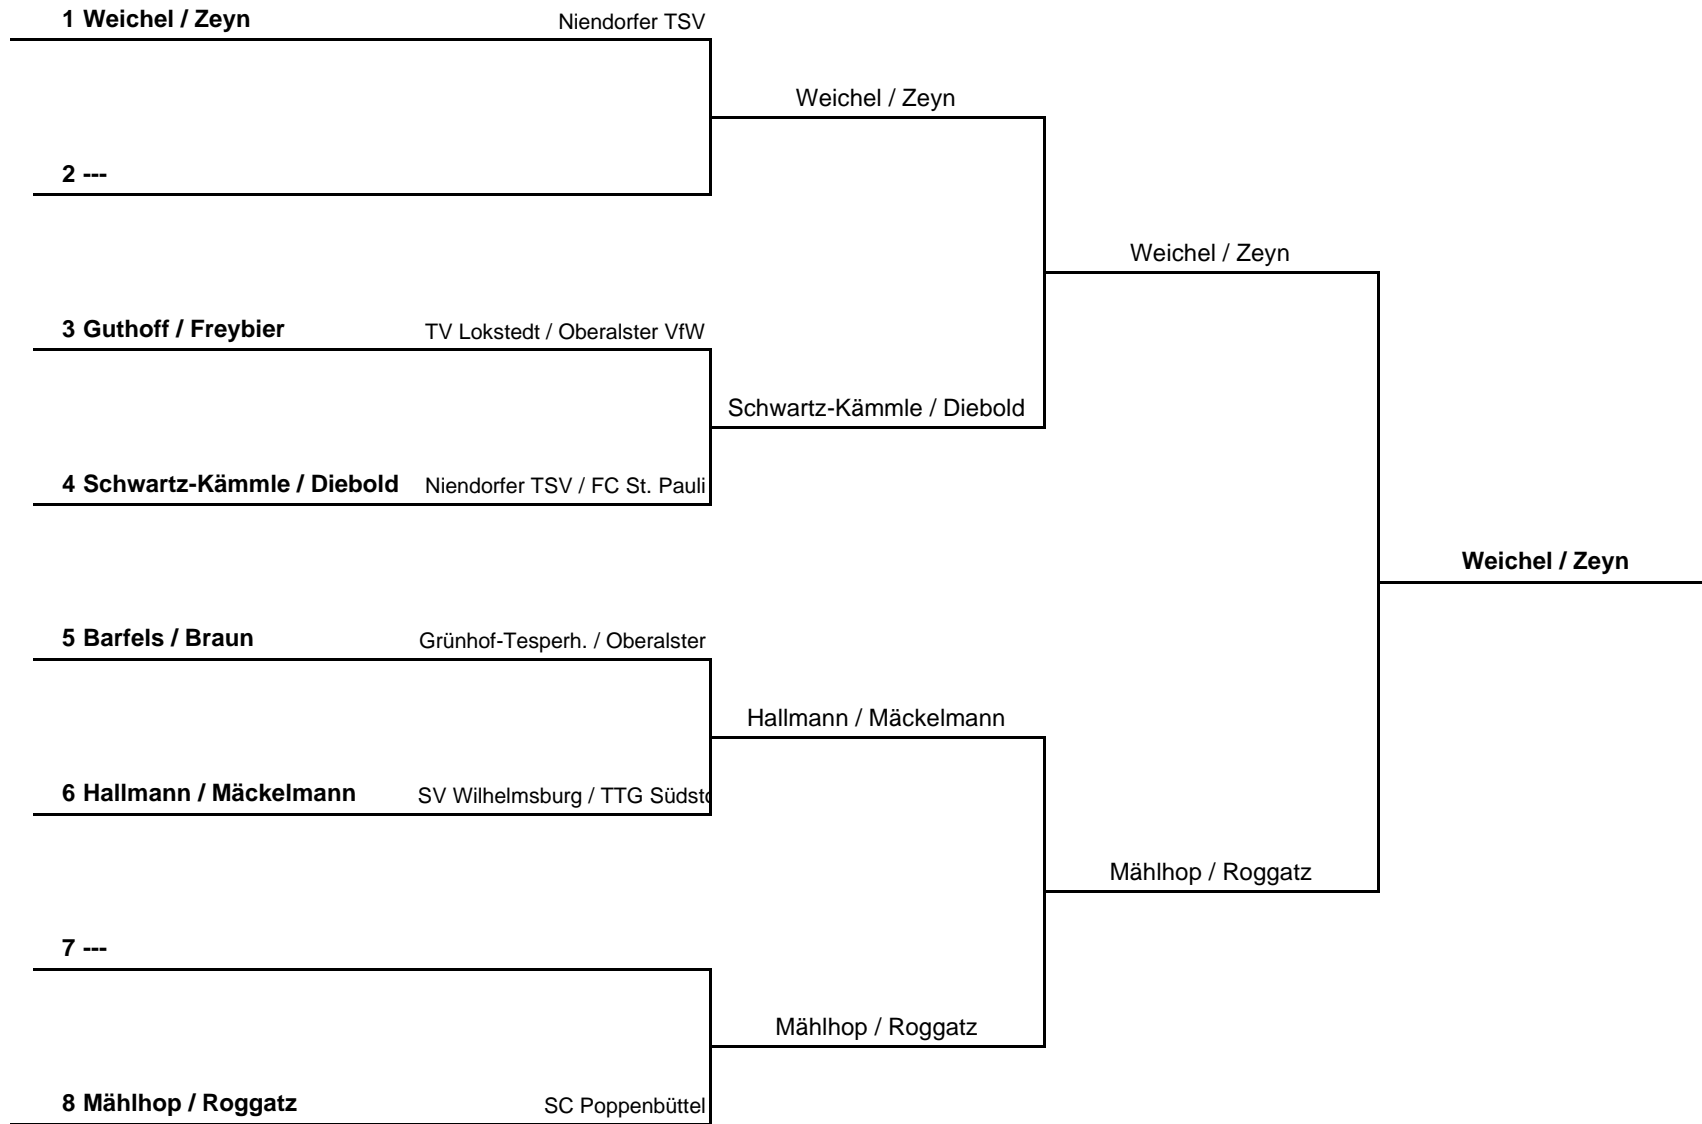 1 Weichel / Zeyn Niendorfer TSV
Weichel / Zeyn
2 ---
Weichel / Zeyn
3 Guthoff / Freybier TV Lokstedt / Oberalster VfW
Schwartz-Kämmle / Diebold
4 Schwartz-Kämmle / Diebold Niendorfer TSV / FC St. Pauli
Weichel / Zeyn
5 Barfels / Braun Grünhof-Tesperh. / Oberalster
Hallmann / Mäckelmann
6 Hallmann / Mäckelmann SV Wilhelmsburg / TTG
Mählhop / Roggatz
7 ---
Mählhop / Roggatz
8 Mählhop / Roggatz SC Poppenbüttel